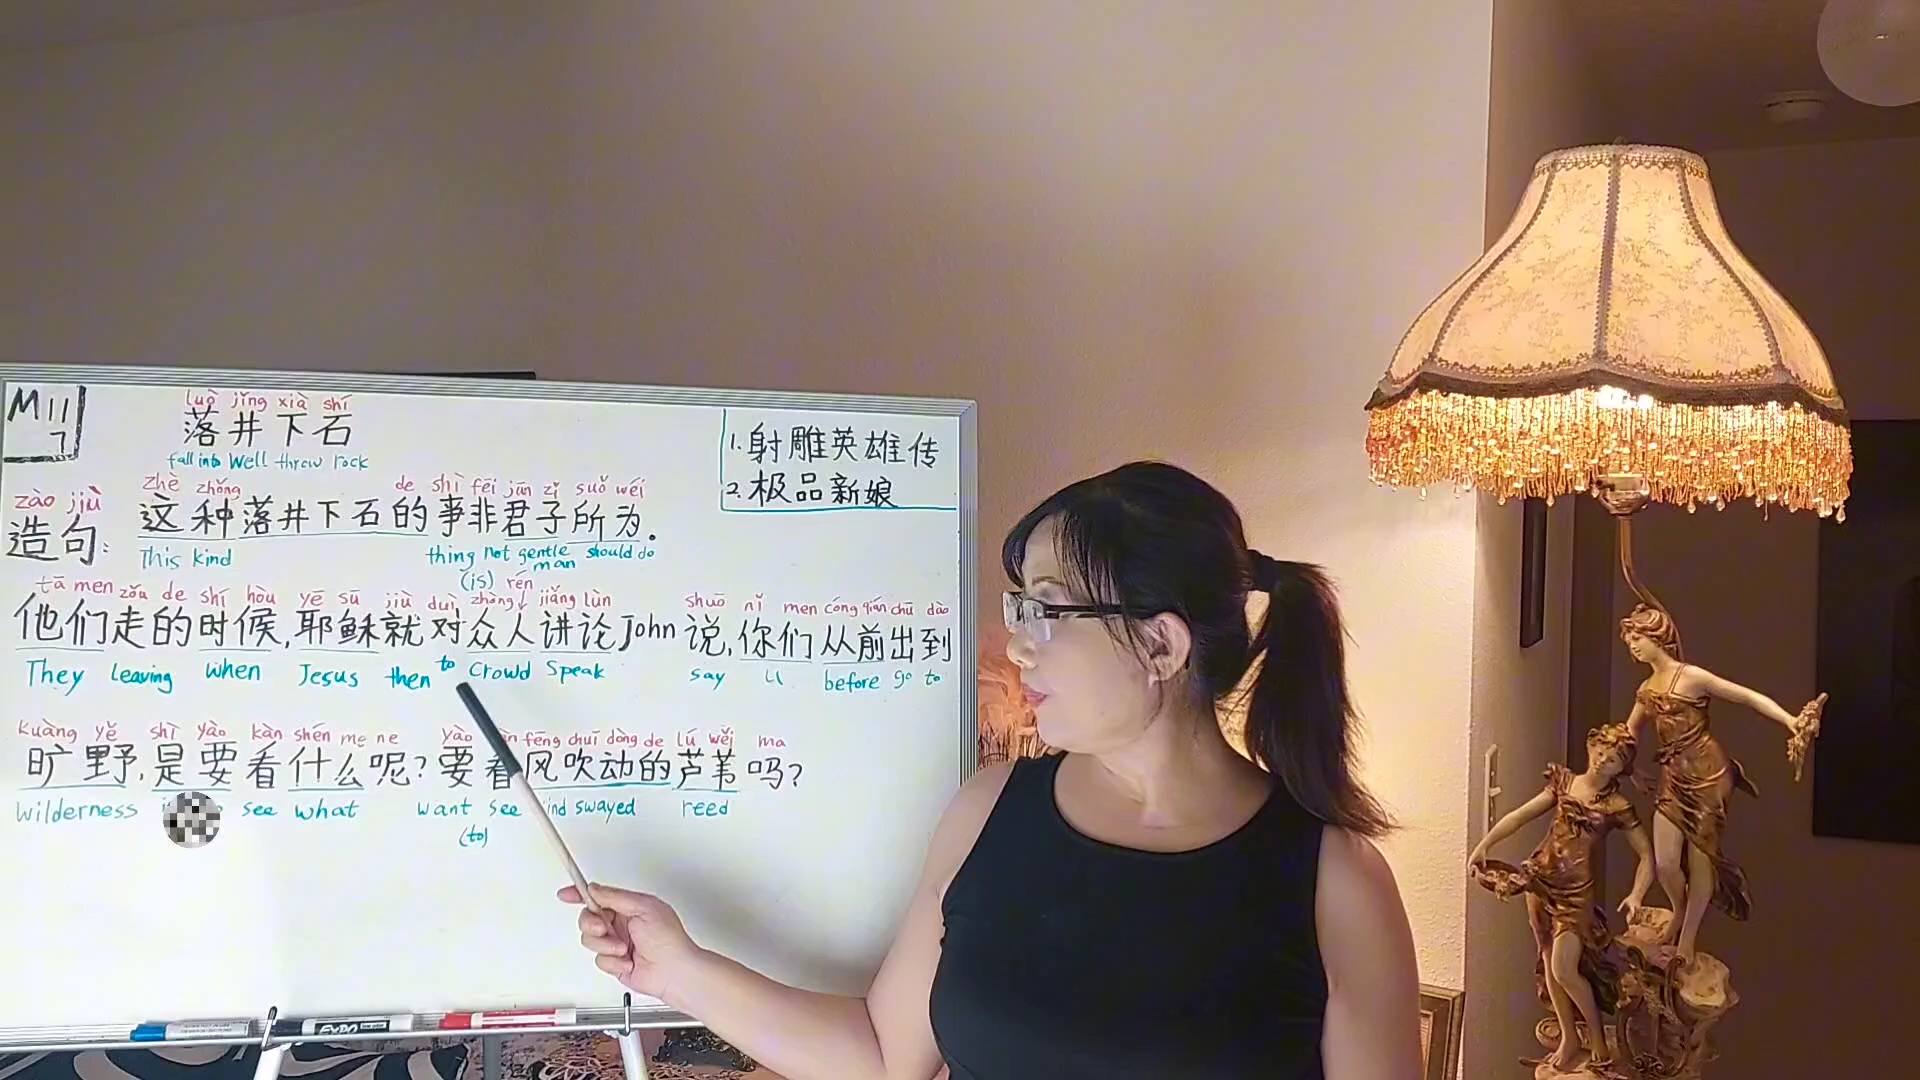 M11
7
luò jǐng xià shí
落井下石
fall into Well threw rock
1. 射雕英雄传
2. 极品新娘
zhè zhǒng de shì fēi jūn zǐ suǒ wéi
zào jiù
造句: 这种落井下石的事非君子所为.
This kind thing not gentle should do
man
(is) rén
tā men zǒu de shí hòu yē sū jiù duì zhòng jiǎng lùn shuō nǐ men cóng qián chū dào
他们走的时候,耶稣就对众人讲论John说,你们从前出到
They leaving when Jesus then to Crowd Speak say u before go to
kuàng yě shì yào kàn shén me ne yào fēng chuī dòng de lú wěi ma
旷野,是要看什么呢?要看风吹动的芦苇吗?
wilderness see what want see swayed reed
(to)
EXPO